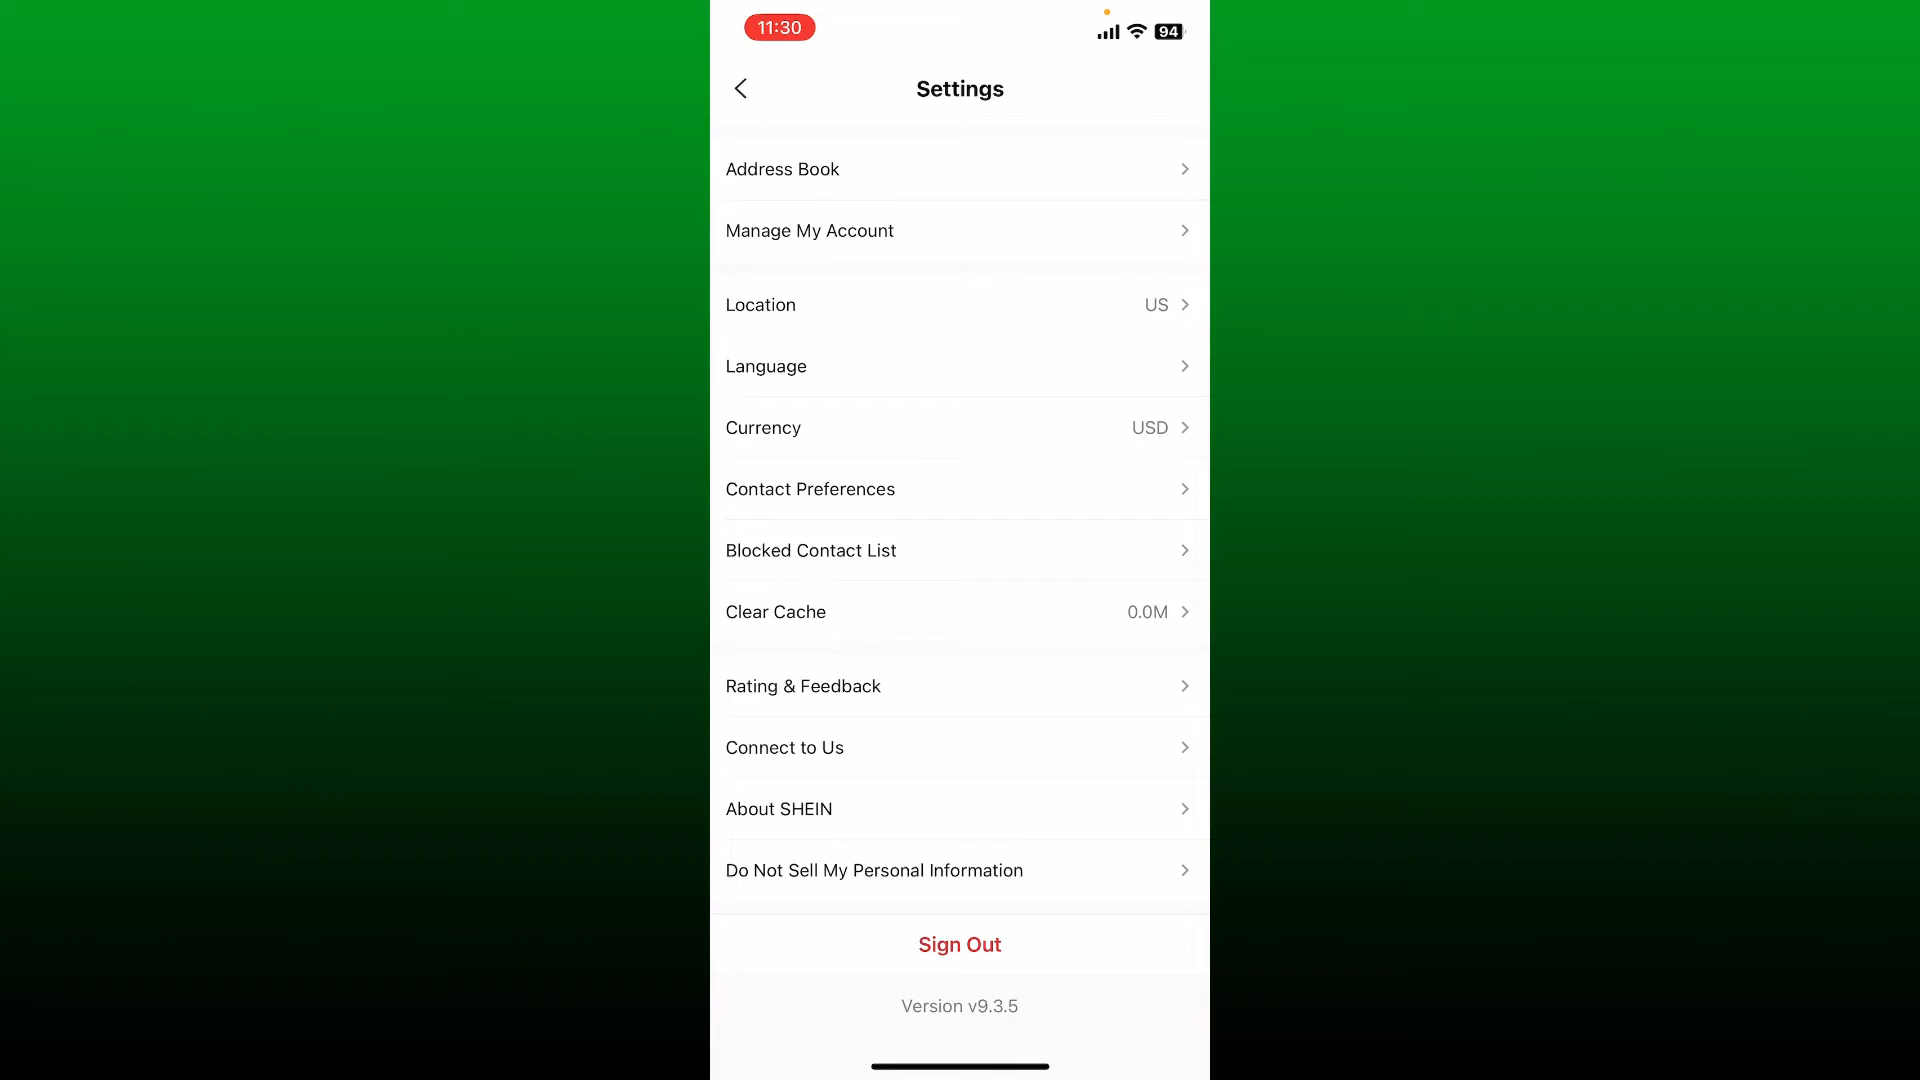 11:30
94
Settings
Address Book
Manage My Account
Location US
Language
Currency USD
Contact Preferences
Blocked Contact List
Clear Cache 0.0M
Rating & Feedback
Connect to Us
About SHEIN
Do Not Sell My Personal Information
Sign Out
Version v9.3.5